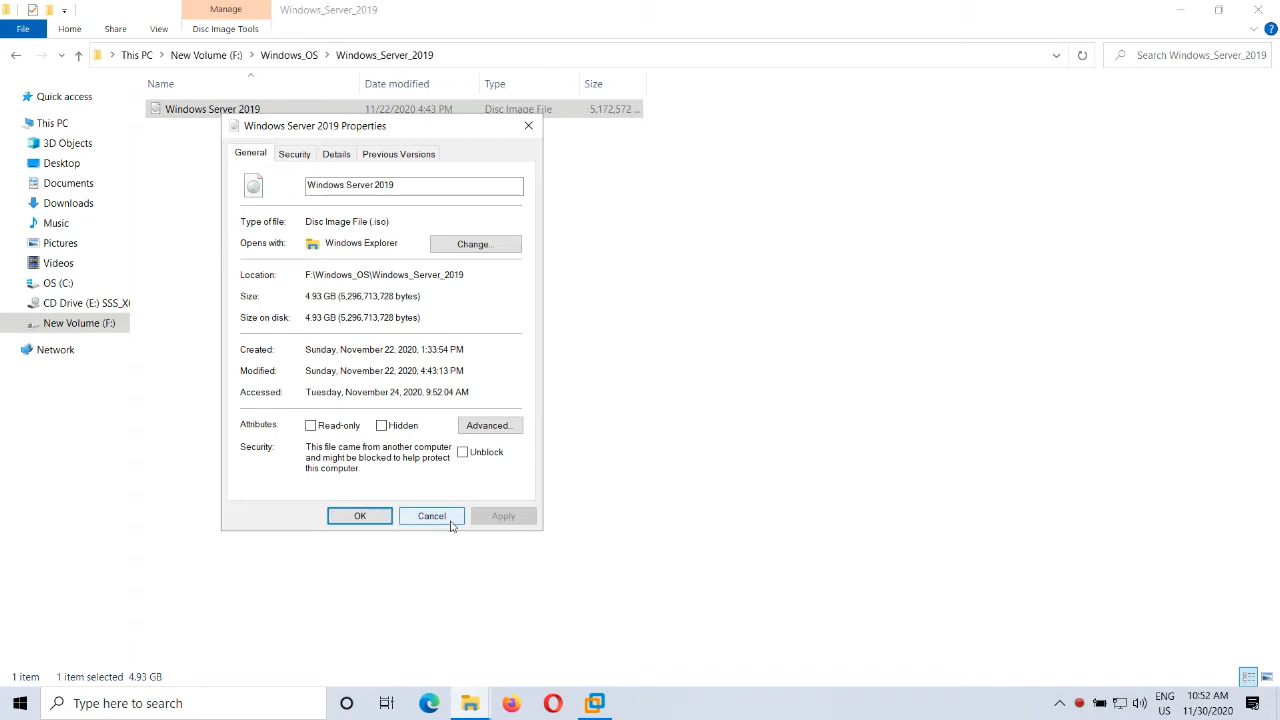 Manage
Windows_Server_2019
File
Home
Share
View
Disc Image Tools
This PC
New Volume (F:)
Windows_OS
Windows_Server_2019
Search Windows_Server_2019
Name
Date modified
Type
Size
Quick access
This PC
3D Objects
Desktop
Documents
Downloads
Music
Pictures
Videos
OS (C:)
CD Drive (E:) SSS_X
New Volume (F:)
Network
Windows Server 2019
11/22/2020 4:43 PM
Disc Image File
5,172,572 ...
Windows Server 2019 Properties
General
Security
Details
Previous Versions
Windows Server 2019
Type of file:
Disc Image File (.iso)
Opens with:
Windows Explorer
Change...
Location:
F:\Windows_OS\Windows_Server_2019
Size:
4.93 GB (5,296,713,728 bytes)
Size on disk:
4.93 GB (5,296,713,728 bytes)
Created:
Sunday, November 22, 2020, 1:33:54 PM
Modified:
Sunday, November 22, 2020, 4:43:13 PM
Accessed:
Tuesday, November 24, 2020, 9:52:04 AM
Attributes:
Read-only
Hidden
Advanced...
Security:
This file came from another computer
and might be blocked to help protect
this computer.
Unblock
OK
Cancel
Apply
1 item
1 item selected 4.93 GB
Type here to search
ENG
US
10:52 AM
11/30/2020